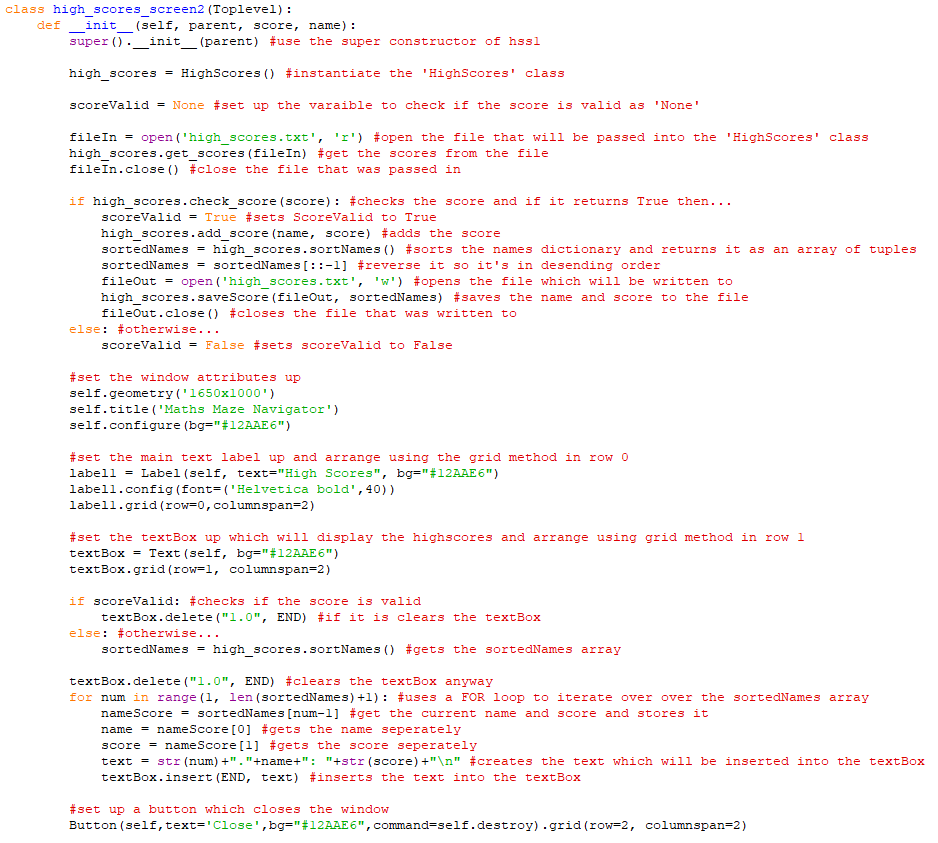 class high_scores_screen2(Toplevel):
    def __init__(self, parent, score, name):
        super().__init__(parent) #use the super constructor of hss1

        high_scores = HighScores() #instantiate the 'HighScores' class

        scoreValid = None #set up the varaible to check if the score is valid as 'None'

        fileIn = open('high_scores.txt', 'r') #open the file that will be passed into the 'HighScores' class
        high_scores.get_scores(fileIn) #get the scores from the file
        fileIn.close() #close the file that was passed in

        if high_scores.check_score(score): #checks the score and if it returns True then...
            scoreValid = True #sets ScoreValid to True
            high_scores.add_score(name, score) #adds the score
            sortedNames = high_scores.sortNames() #sorts the names dictionary and returns it as an array of tuples
            sortedNames = sortedNames[::-1] #reverse it so it's in desending order
            fileOut = open('high_scores.txt', 'w') #opens the file which will be written to
            high_scores.saveScore(fileOut, sortedNames) #saves the name and score to the file
            fileOut.close() #closes the file that was written to
        else: #otherwise...
            scoreValid = False #sets scoreValid to False

        #set the window attributes up
        self.geometry('1650x1000')
        self.title('Maths Maze Navigator')
        self.configure(bg="#12AAE6")

        #set the main text label up and arrange using the grid method in row 0
        label1 = Label(self, text="High Scores", bg="#12AAE6")
        label1.config(font=('Helvetica bold',40))
        label1.grid(row=0,columnspan=2)

        #set the textBox up which will display the highscores and arrange using grid method in row 1
        textBox = Text(self, bg="#12AAE6")
        textBox.grid(row=1, columnspan=2)

        if scoreValid: #checks if the score is valid
            textBox.delete("1.0", END) #if it is clears the textBox
        else: #otherwise...
            sortedNames = high_scores.sortNames() #gets the sortedNames array

        textBox.delete("1.0", END) #clears the textBox anyway
        for num in range(1, len(sortedNames)+1): #uses a FOR loop to iterate over over the sortedNames array
            nameScore = sortedNames[num-1] #get the current name and score and stores it
            name = nameScore[0] #gets the name seperately
            score = nameScore[1] #gets the score seperately
            text = str(num)+"."+name+": "+str(score)+"\n" #creates the text which will be inserted into the textBox
            textBox.insert(END, text) #inserts the text into the textBox

        #set up a button which closes the window
        Button(self,text='Close',bg="#12AAE6",command=self.destroy).grid(row=2, columnspan=2)